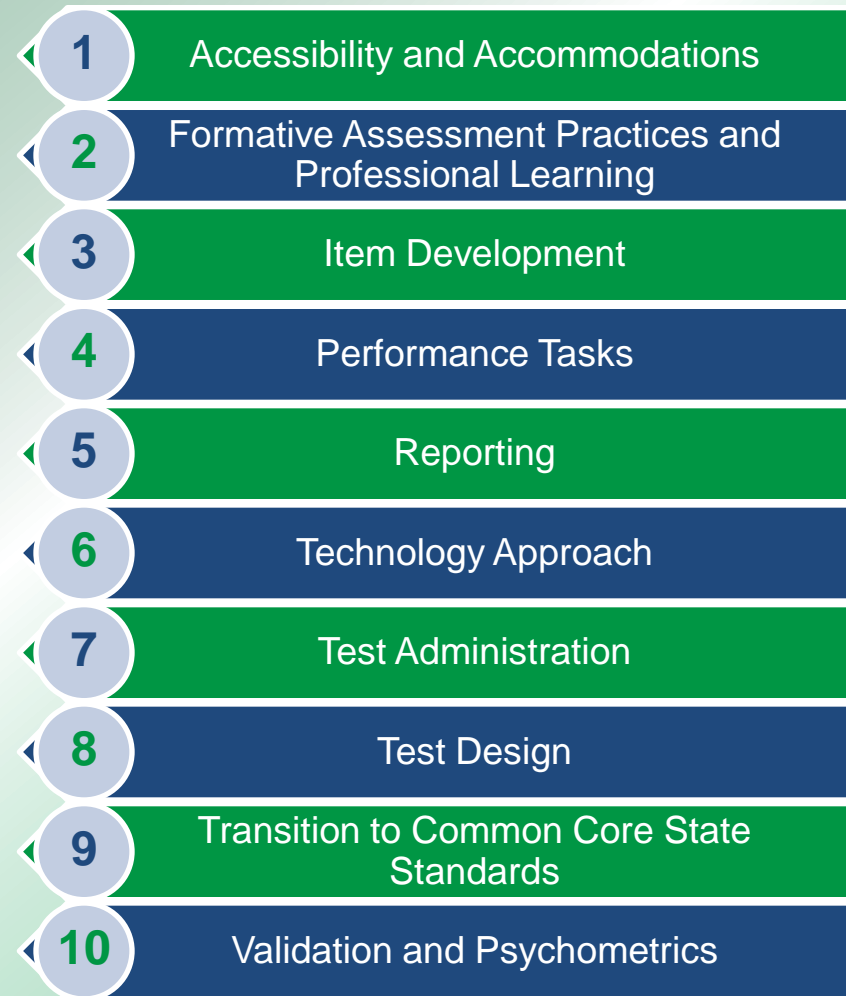 1
Accessibility and Accommodations
2
Formative Assessment Practices and
Professional Learning
3
Item Development
4
Performance Tasks
5
Reporting
6
Technology Approach
7
Test Administration
8
Test Design
9
Transition to Common Core State
Standards
10
Validation and Psychometrics